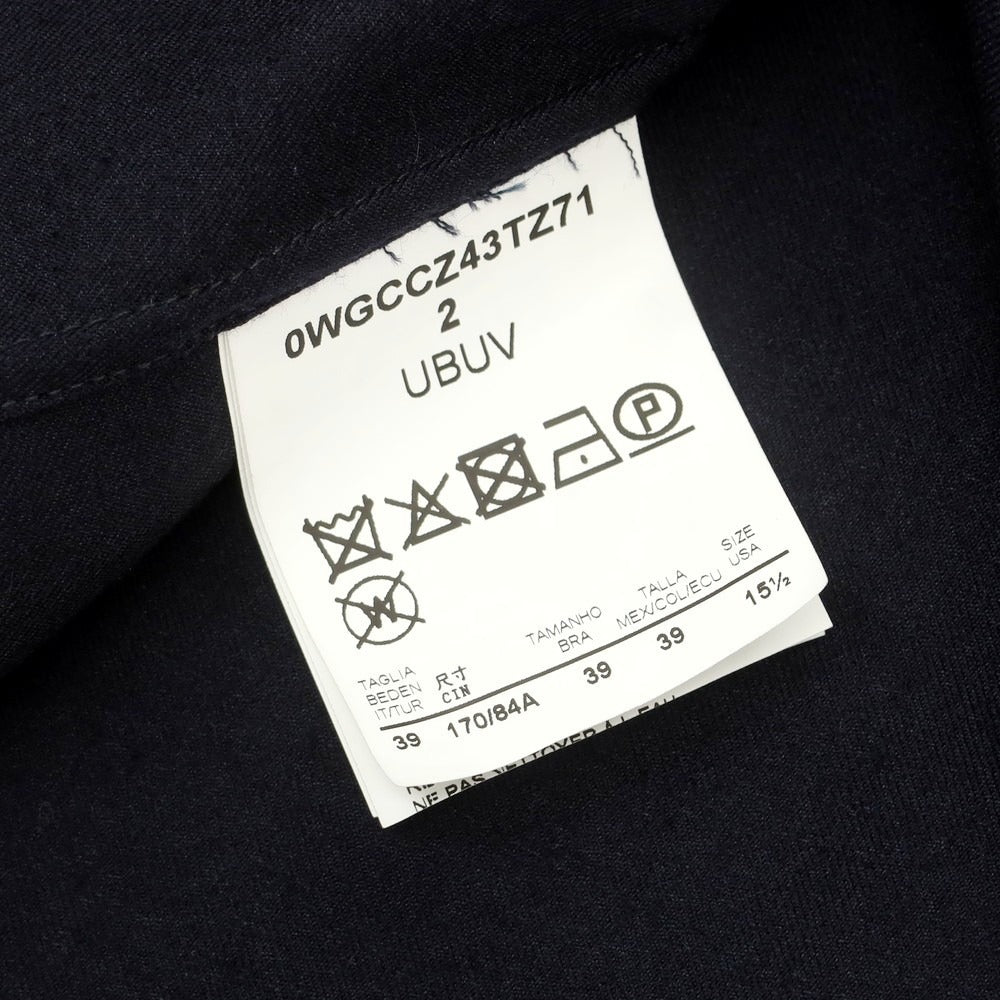 0WGCCZ43TZ71
2
UBUV
P
W
TAGLIA
BEDEN
IT/TUR
39
尺寸
CIN
170/84A
TAMANHO
BRA
39
TALLA
MEX/COL/ECU
39
SIZE
USA
15½
NE PAS NETTOYER À L'EAU